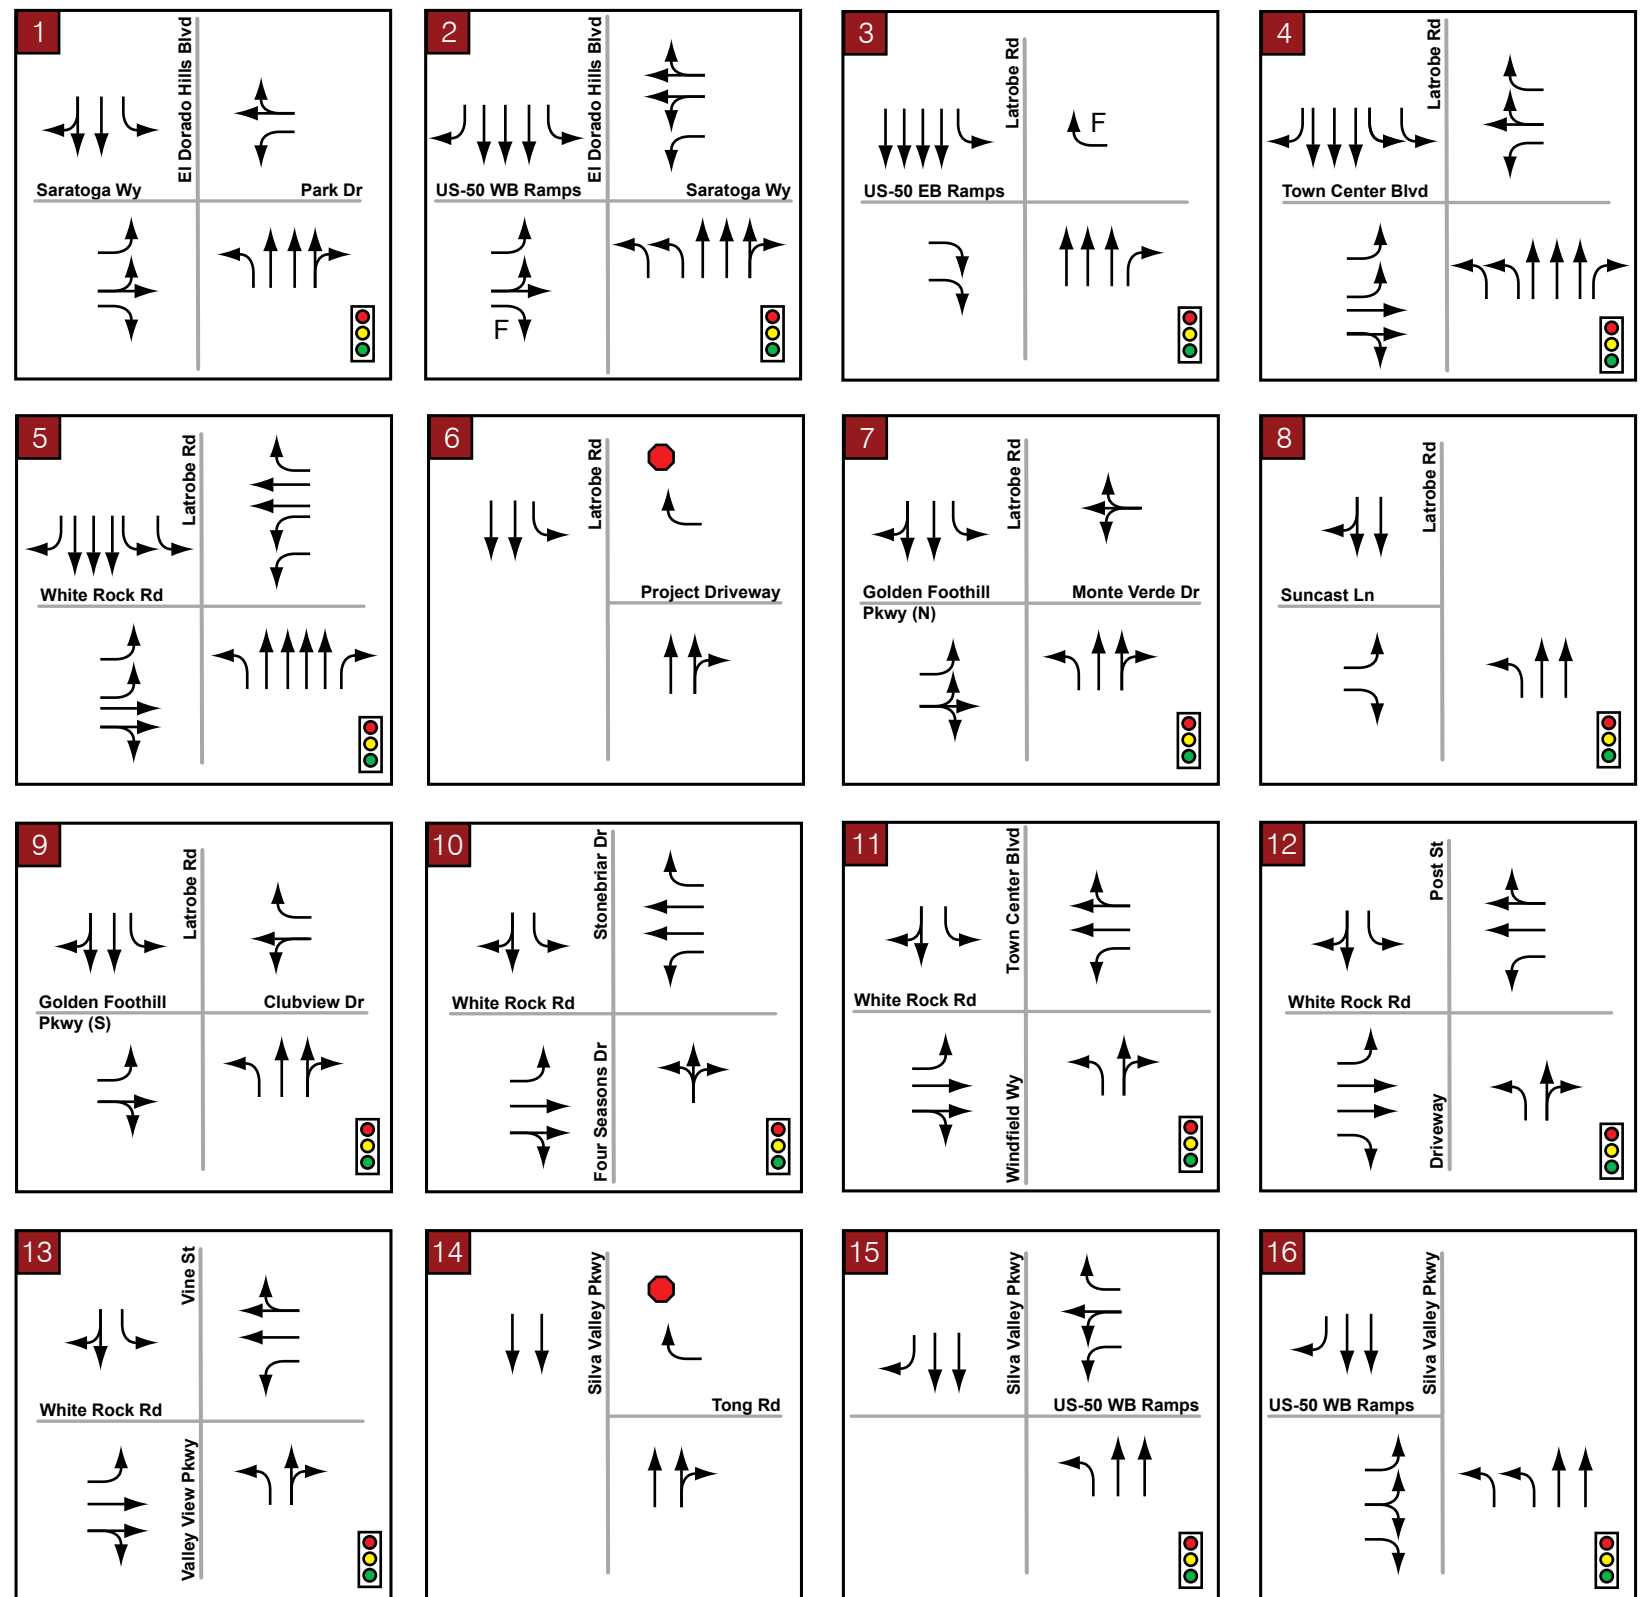 1
El Dorado Hills Blvd
Saratoga Wy
Park Dr
2
El Dorado Hills Blvd
US-50 WB Ramps
Saratoga Wy
F
3
Latrobe Rd
F
US-50 EB Ramps
4
Latrobe Rd
Town Center Blvd
5
Latrobe Rd
White Rock Rd
6
Latrobe Rd
Project Driveway
7
Latrobe Rd
Golden Foothill
Pkwy (N)
Monte Verde Dr
8
Latrobe Rd
Suncast Ln
9
Latrobe Rd
Golden Foothill
Pkwy (S)
Clubview Dr
10
Stonebriar Dr
White Rock Rd
Four Seasons Dr
11
Town Center Blvd
White Rock Rd
Windfield Wy
12
Post St
White Rock Rd
Driveway
13
Vine St
White Rock Rd
Valley View Pkwy
14
Silva Valley Pkwy
Tong Rd
15
Silva Valley Pkwy
US-50 WB Ramps
16
Silva Valley Pkwy
US-50 WB Ramps